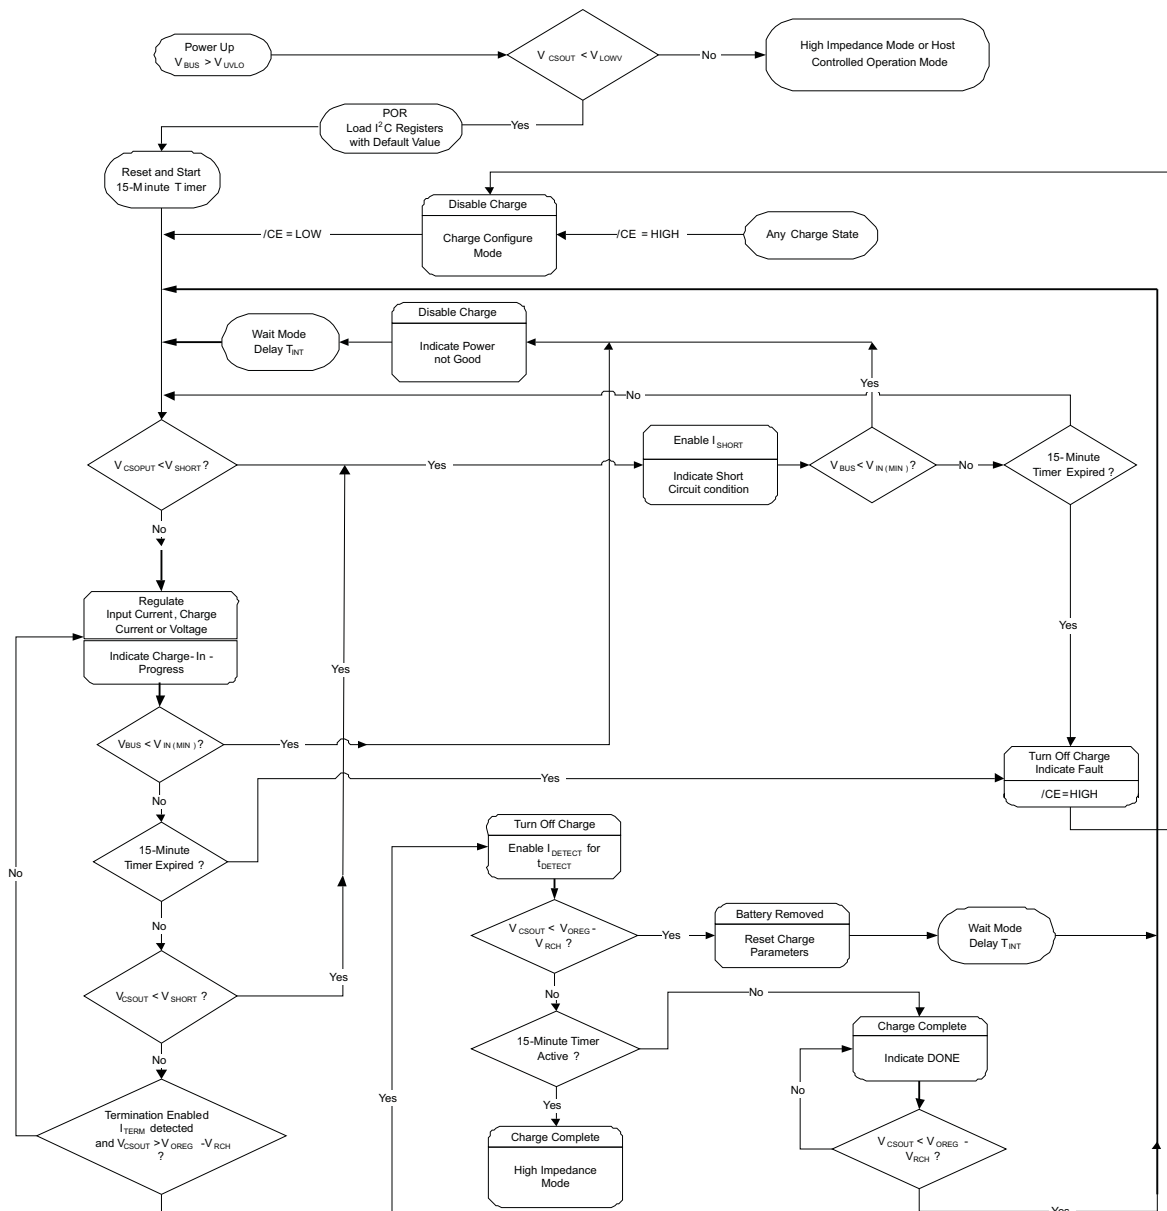 Power Up
V BUS > V UVLO
V CSOUT < V LOWV
No
High Impedance Mode or Host
Controlled Operation Mode
Yes
POR
Load I2C Registers
with Default Value
Reset and Start
15-Minute Timer
Disable Charge
Charge Configure
Mode
/CE = LOW
/CE = HIGH
Any Charge State
Disable Charge
Indicate Power
not Good
Wait Mode
Delay TINT
Yes
No
V CSOPUT < V SHORT ?
Yes
Enable I SHORT
Indicate Short
Circuit condition
V BUS < V IN(MIN) ?
No
15-Minute
Timer Expired ?
No
Regulate
Input Current, Charge
Current or Voltage
Indicate Charge-In-
Progress
Yes
Yes
VBUS < V IN(MIN) ?
Yes
Turn Off Charge
Indicate Fault
/CE=HIGH
No
Yes
15-Minute
Timer Expired ?
No
Turn Off Charge
Enable I DETECT for
tDETECT
No
V CSOUT < V OREG -
V RCH ?
Yes
Battery Removed
Reset Charge
Parameters
Wait Mode
Delay TINT
VCSOUT < V SHORT ?
Yes
No
No
15-Minute Timer
Active ?
No
Charge Complete
Indicate DONE
No
Yes
Yes
Termination Enabled
ITERM detected
and VCSOUT > V OREG - V RCH
?
Charge Complete
High Impedance
Mode
No
V CSOUT < V OREG -
V RCH ?
Yes